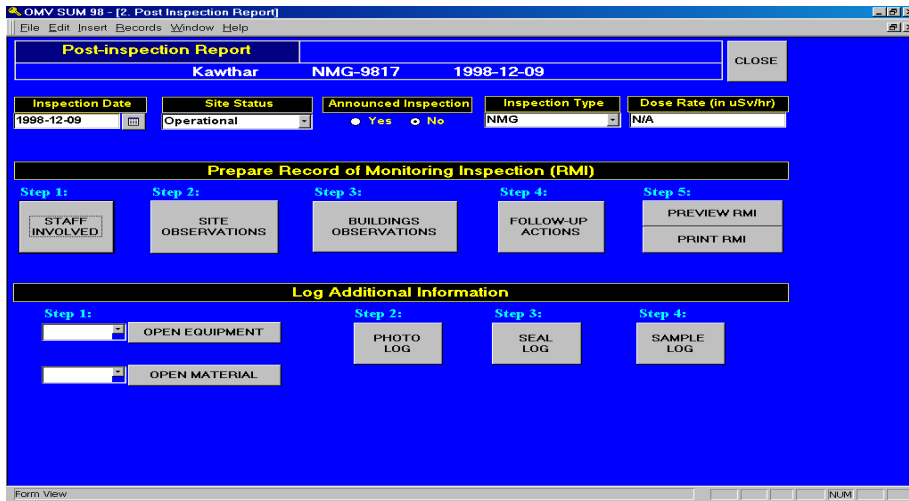 OMV SUM 98 - [2. Post Inspection Report]
File Edit Insert Records Window Help
Post-inspection Report
CLOSE
Kawthar NMG-9817 1998-12-09
Inspection Date Site Status Announced Inspection Inspection Type Dose Rate (in uSv/hr)
1998-12-09 Operational Yes No NMG N/A
Prepare Record of Monitoring Inspection (RMI)
Step 1: Step 2: Step 3: Step 4: Step 5:
STAFF INVOLVED
SITE OBSERVATIONS
BUILDINGS OBSERVATIONS
FOLLOW-UP ACTIONS
PREVIEW RMI
PRINT RMI
Log Additional Information
Step 1: Step 2: Step 3: Step 4:
OPEN EQUIPMENT
PHOTO LOG
SEAL LOG
SAMPLE LOG
OPEN MATERIAL
Form View NUM